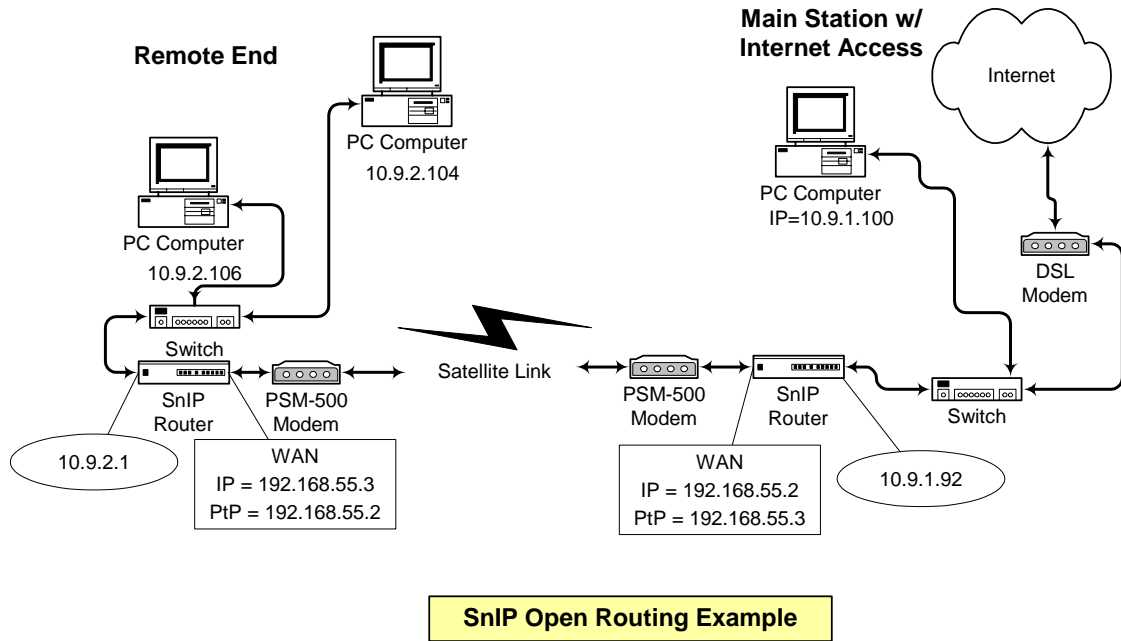 Remote End
PC Computer
10.9.2.104
PC Computer
10.9.2.106
Switch
SnIP
Router
PSM-500
Modem
10.9.2.1
WAN
IP = 192.168.55.3
PtP = 192.168.55.2
Satellite Link
Main Station w/
Internet Access
Internet
PC Computer
IP=10.9.1.100
DSL
Modem
PSM-500
Modem
SnIP
Router
Switch
WAN
IP = 192.168.55.2
PtP = 192.168.55.3
10.9.1.92
SnIP Open Routing Example